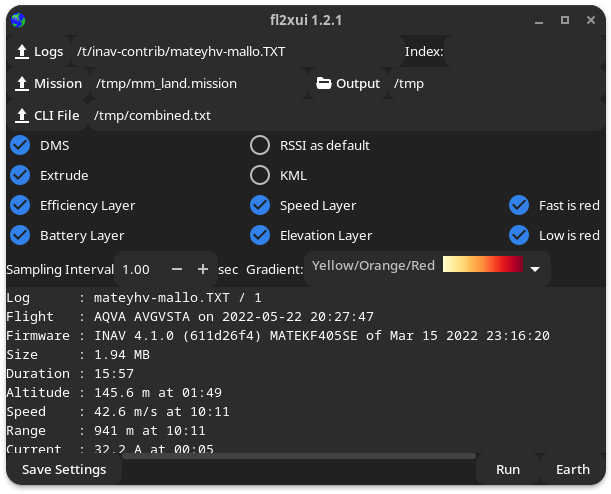 fl2xui 1.2.1
Logs /t/inav-contrib/mateyhv-mallo.TXT Index:
Mission /tmp/mm_land.mission Output /tmp
CLI File /tmp/combined.txt
DMS RSSI as default
Extrude KML
Efficiency Layer Speed Layer Fast is red
Battery Layer Elevation Layer Low is red
Sampling Interval 1.00 − + sec Gradient: Yellow/Orange/Red
Log : mateyhv-mallo.TXT / 1
Flight : AQVA AVGVSTA on 2022-05-22 20:27:47
Firmware : INAV 4.1.0 (611d26f4) MATEKF405SE of Mar 15 2022 23:16:20
Size : 1.94 MB
Duration : 15:57
Altitude : 145.6 m at 01:49
Speed : 42.6 m/s at 10:11
Range : 941 m at 10:11
Current : 32.2 A at 00:05
Save Settings Run Earth